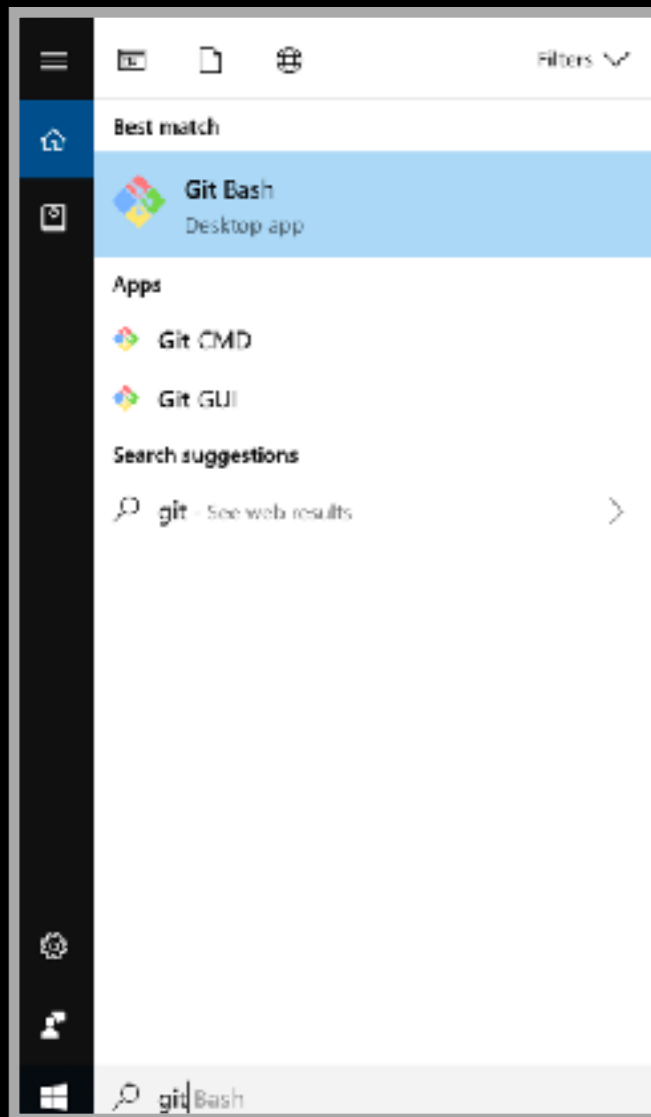 Filters
Best match
Git Bash
Desktop app
Apps
Git CMD
Git GUI
Search suggestions
git - See web results
git Bash